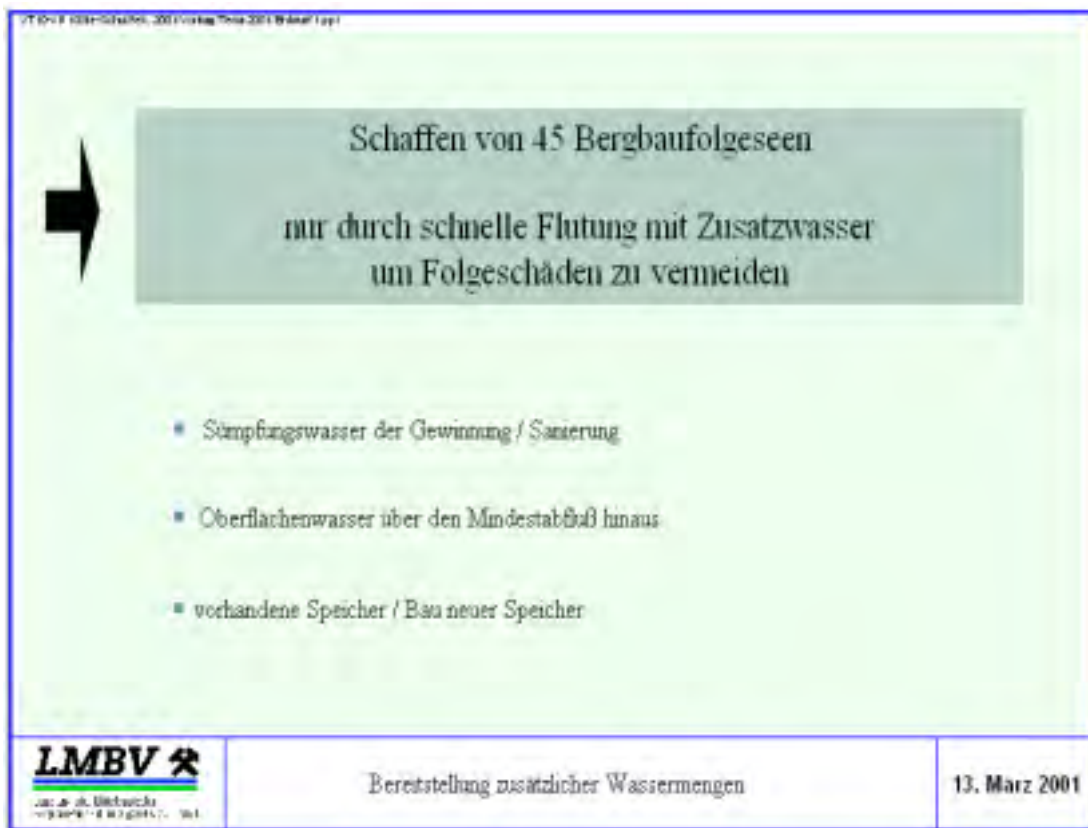 Schaffen von 45 Bergbaufolgeseen
nur durch schnelle Flutung mit Zusatzwasser
um Folgeschäden zu vermeiden
Sümpfungswasser der Gewinnung / Sanierung
Oberflächenwasser über den Mindestabfluß hinaus
vorhandene Speicher / Bau neuer Speicher
LMBV
Bereitstellung zusätzlicher Wassermengen
13. März 2001